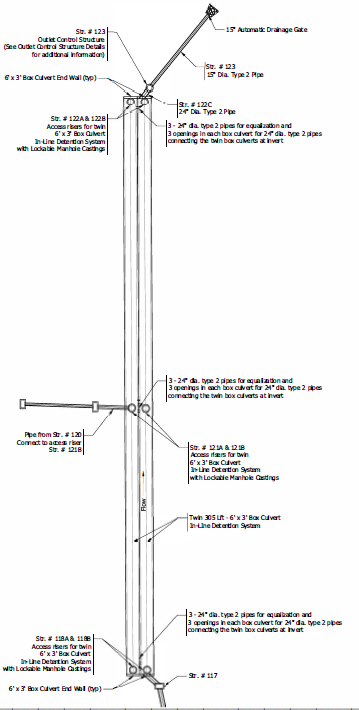 Str. # 123
Outlet Control Structure
(See Outlet Control Structure Details
for additional information)
15" Automatic Drainage Gate
Str. # 123
15" Dia. Type 2 Pipe
6' x 3' Box Culvert End Wall (typ)
Str. # 122C
24" Dia. Type 2 Pipe
Str. # 122A & 122B
Access risers for twin
6' x 3' Box Culvert
In-Line Detention System
with Lockable Manhole Castings
3 - 24" dia. type 2 pipes for equalization and
3 openings in each box culvert for 24" dia. type 2 pipes
connecting the twin box culverts at invert
3 - 24" dia. type 2 pipes for equalization and
3 openings in each box culvert for 24" dia. type 2 pipes
connecting the twin box culverts at invert
Pipe from Str. # 120
Connect to access riser
Str. # 121B
Str. # 121A & 121B
Access risers for twin
6' x 3' Box Culvert
In-Line Detention System
with Lockable Manhole Castings
Flow
Twin 305 Lft - 6' x 3' Box Culvert
In-Line Detention System
3 - 24" dia. type 2 pipes for equalization and
3 openings in each box culvert for 24" dia. type 2 pipes
connecting the twin box culverts at invert
Str. # 118A & 118B
Access risers for twin
6' x 3' Box Culvert
In-Line Detention System
with Lockable Manhole Castings
6' x 3' Box Culvert End Wall (typ)
Str. # 117